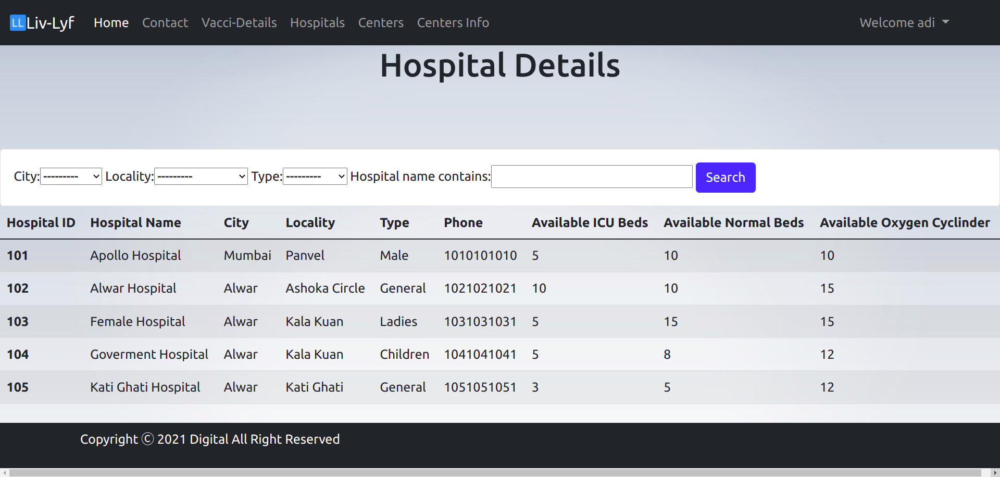 LL Liv-Lyf Home Contact Vacci-Details Hospitals Centers Centers Info Welcome adi
Hospital Details
City: --------- Locality: --------- Type: --------- Hospital name contains: Search
Hospital ID Hospital Name City Locality Type Phone Available ICU Beds Available Normal Beds Available Oxygen Cyclinder
101 Apollo Hospital Mumbai Panvel Male 1010101010 5 10 10
102 Alwar Hospital Alwar Ashoka Circle General 1021021021 10 10 15
103 Female Hospital Alwar Kala Kuan Ladies 1031031031 5 15 15
104 Goverment Hospital Alwar Kala Kuan Children 1041041041 5 8 12
105 Kati Ghati Hospital Alwar Kati Ghati General 1051051051 3 5 12
Copyright Ⓒ 2021 Digital All Right Reserved